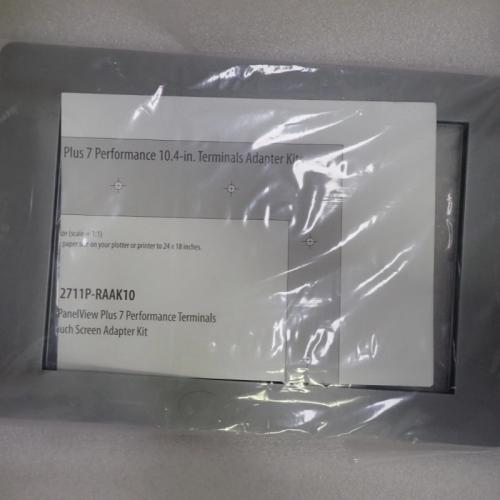 Plus 7 Performance 10.4-in. Terminals Adapter Kit
(scale = 1:1)
paper size on your plotter or printer to 24 x 18 inches.
2711P-RAAK10
PanelView Plus 7 Performance Terminals
uch Screen Adapter Kit